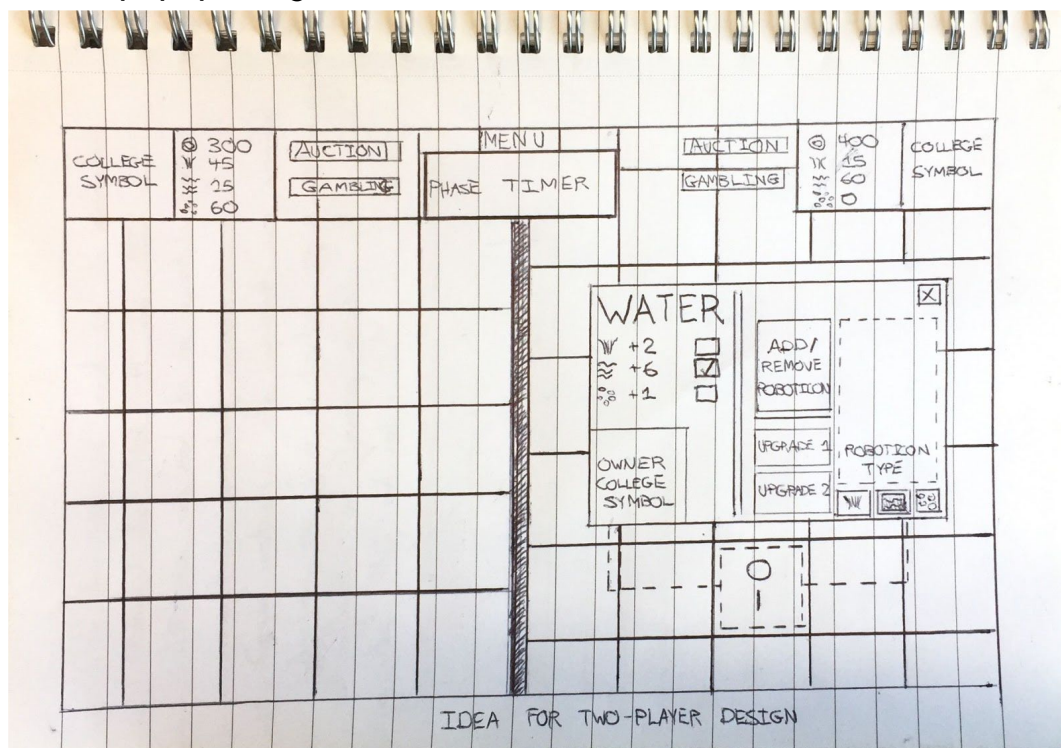 COLLEGE
SYMBOL
300
45
25
60
AUCTION
GAMBLING
MENU
PHASE TIMER
AUCTION
GAMBLING
400
15
60
0
COLLEGE
SYMBOL
WATER
+2
+6
+1
OWNER
COLLEGE
SYMBOL
X
ADD/
REMOVE
ROBOTICON
UPGRADE 1
UPGRADE 2
ROBOTICON
TYPE
IDEA FOR TWO-PLAYER DESIGN